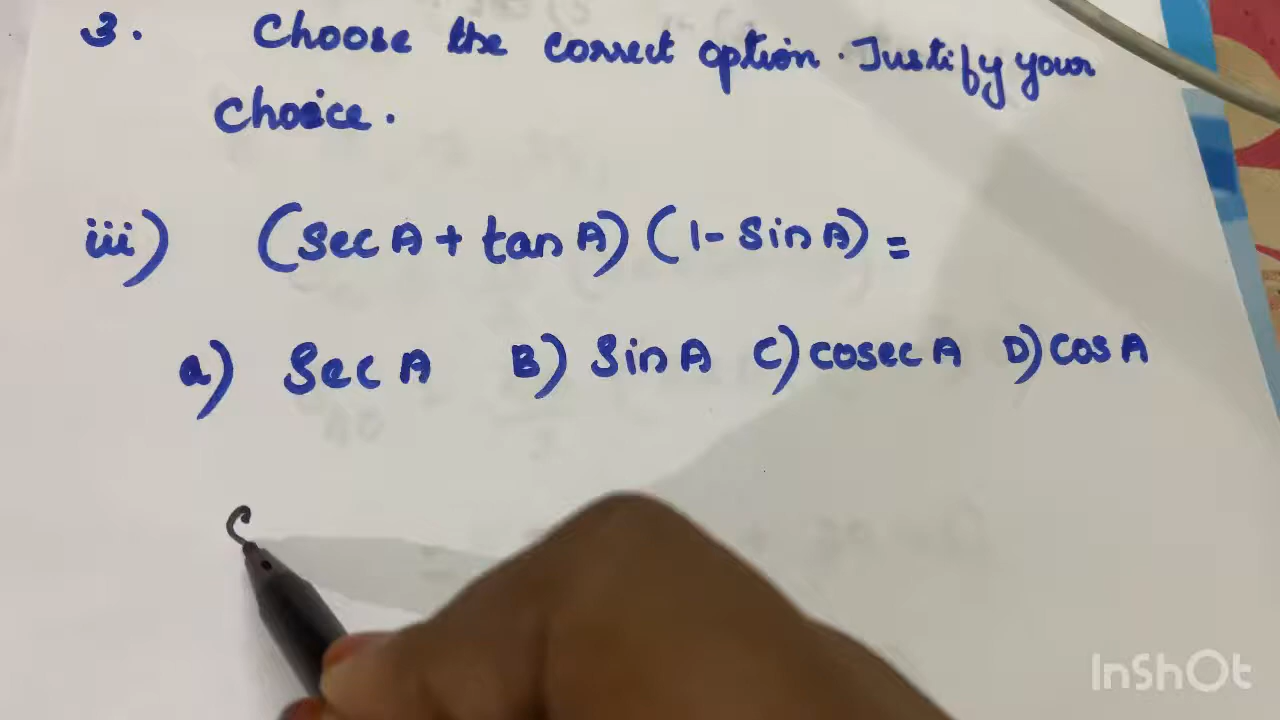 3. Choose the correct option. Justify your
choice.
iii) (Sec A + tan A) (1 - Sin A) =
a) Sec A B) Sin A C) cosec A D) cos A
InShOt